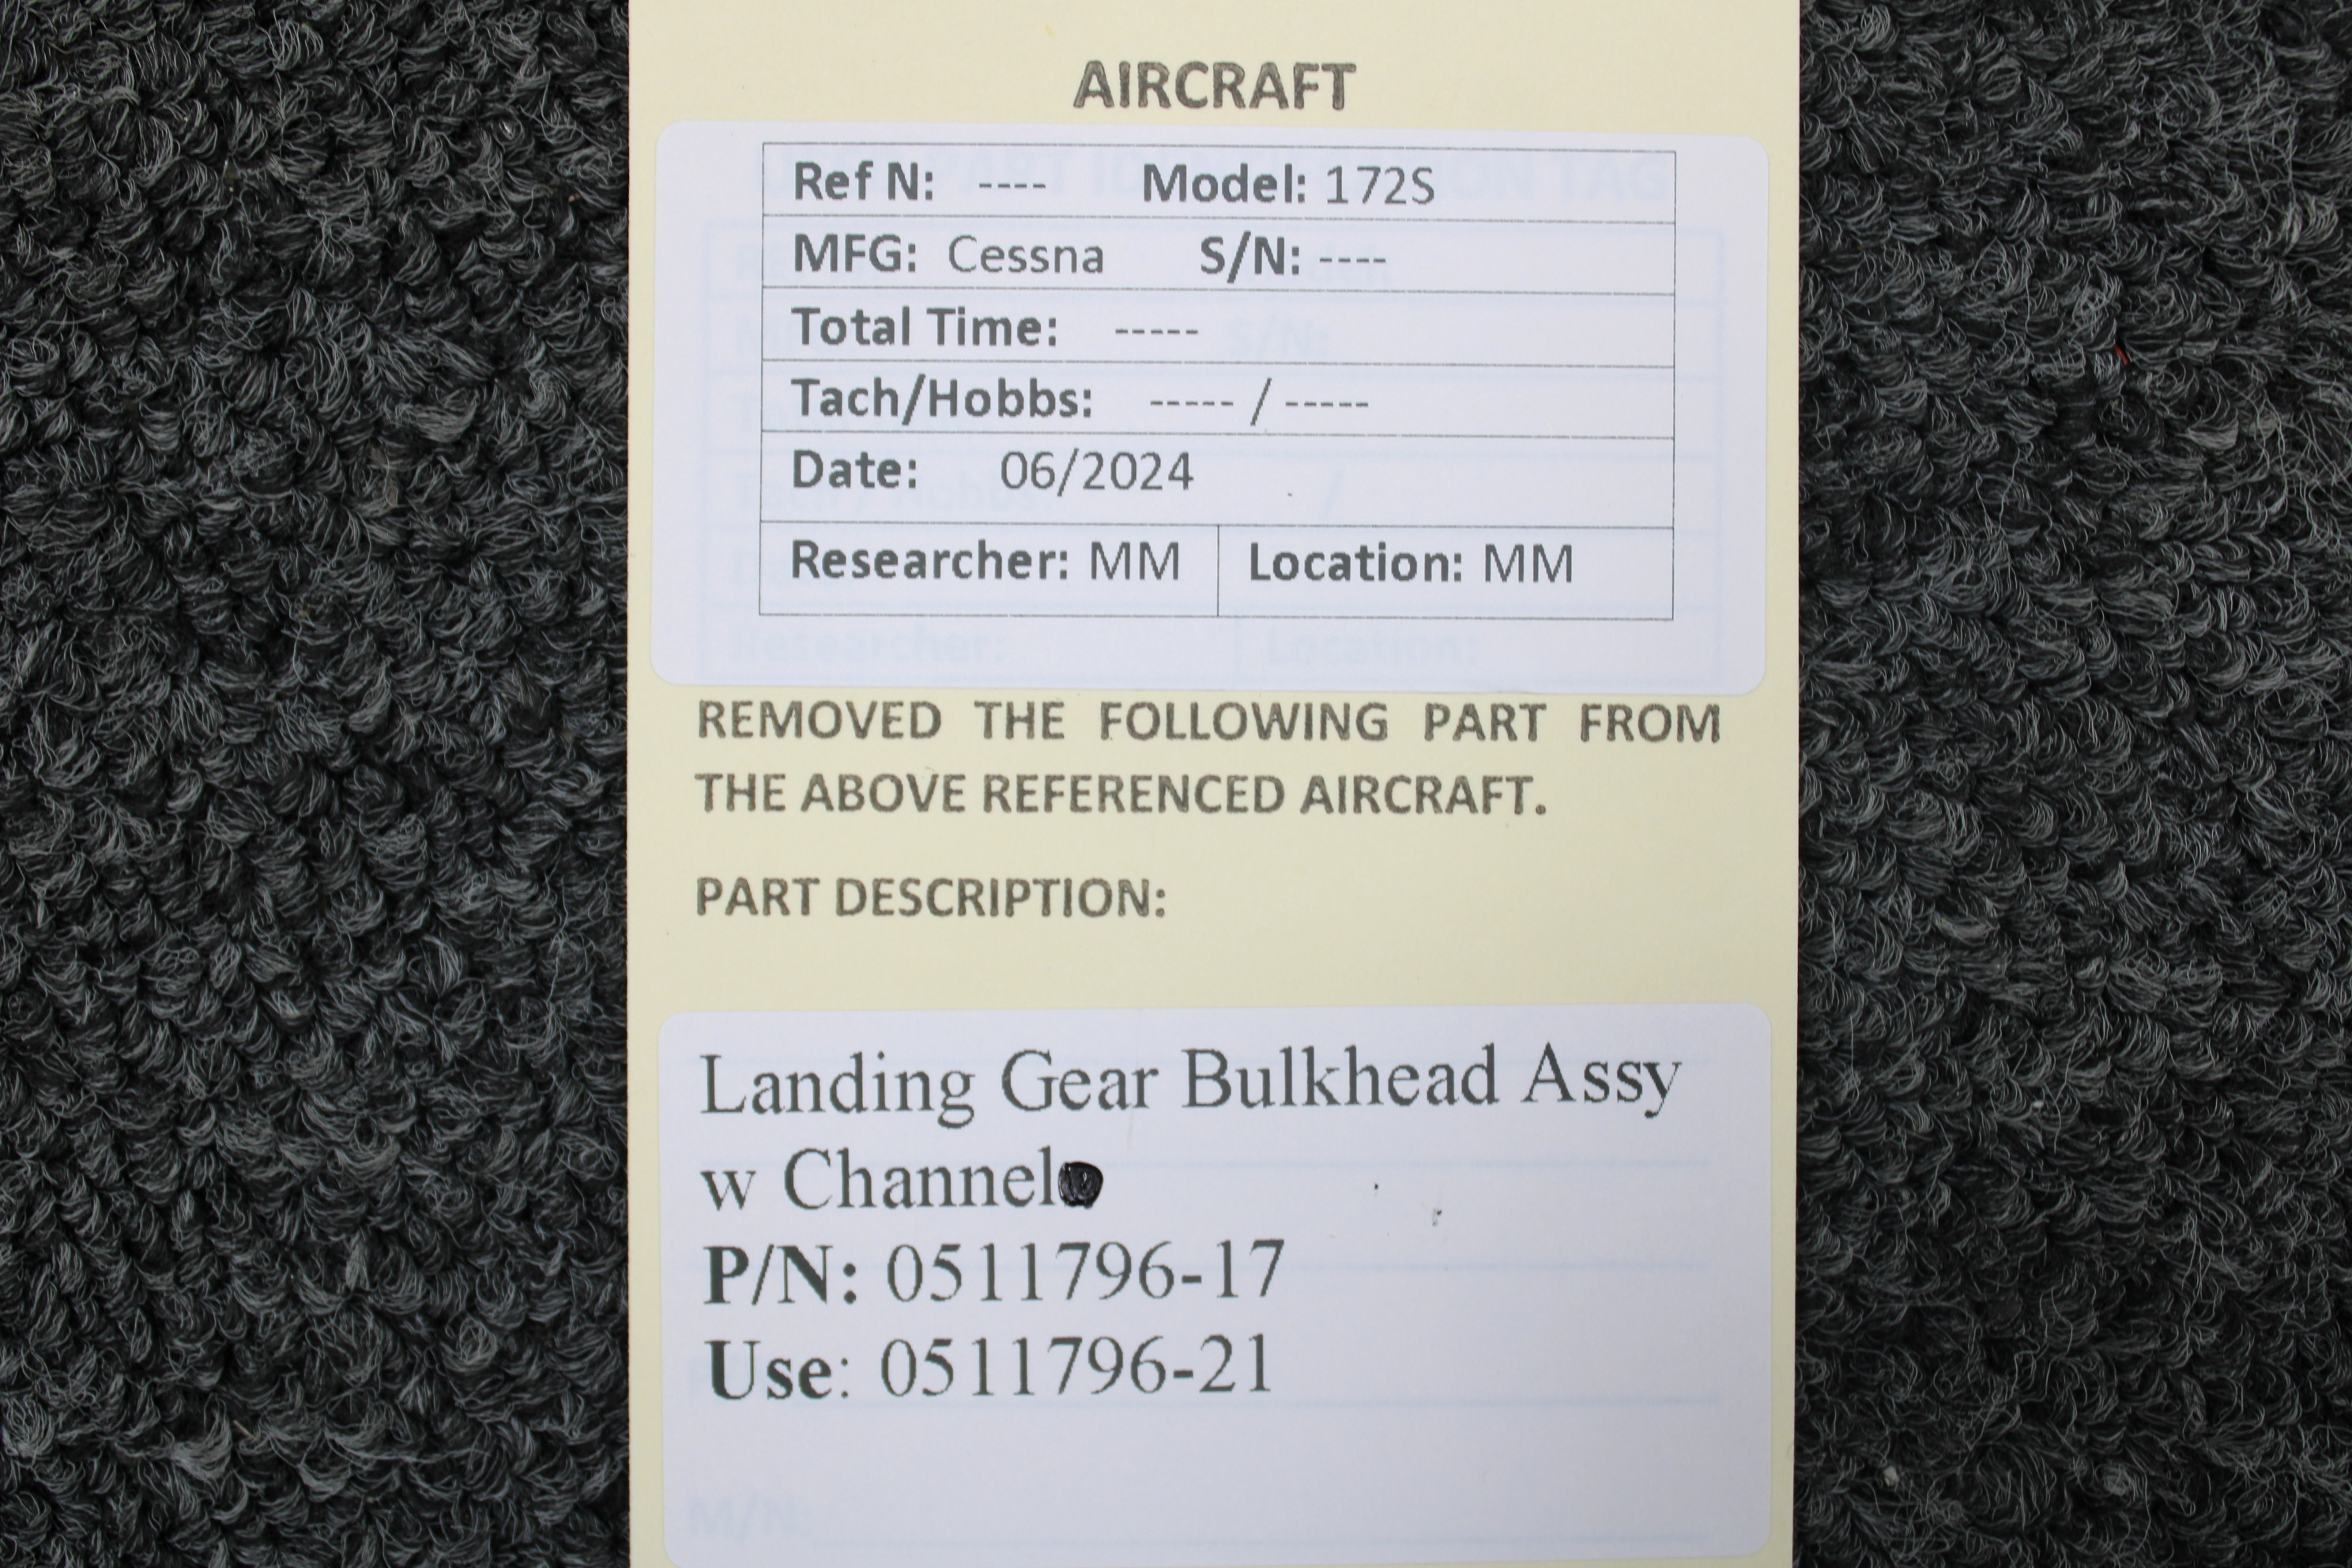 AIRCRAFT
Ref N: ---- Model: 172S
MFG: Cessna S/N: ----
Total Time: -----
Tach/Hobbs: ----- / -----
Date: 06/2024
Researcher: MM Location: MM
REMOVED THE FOLLOWING PART FROM
THE ABOVE REFERENCED AIRCRAFT.
PART DESCRIPTION:
Landing Gear Bulkhead Assy
w Channel
P/N: 0511796-17
Use: 0511796-21
M/N: